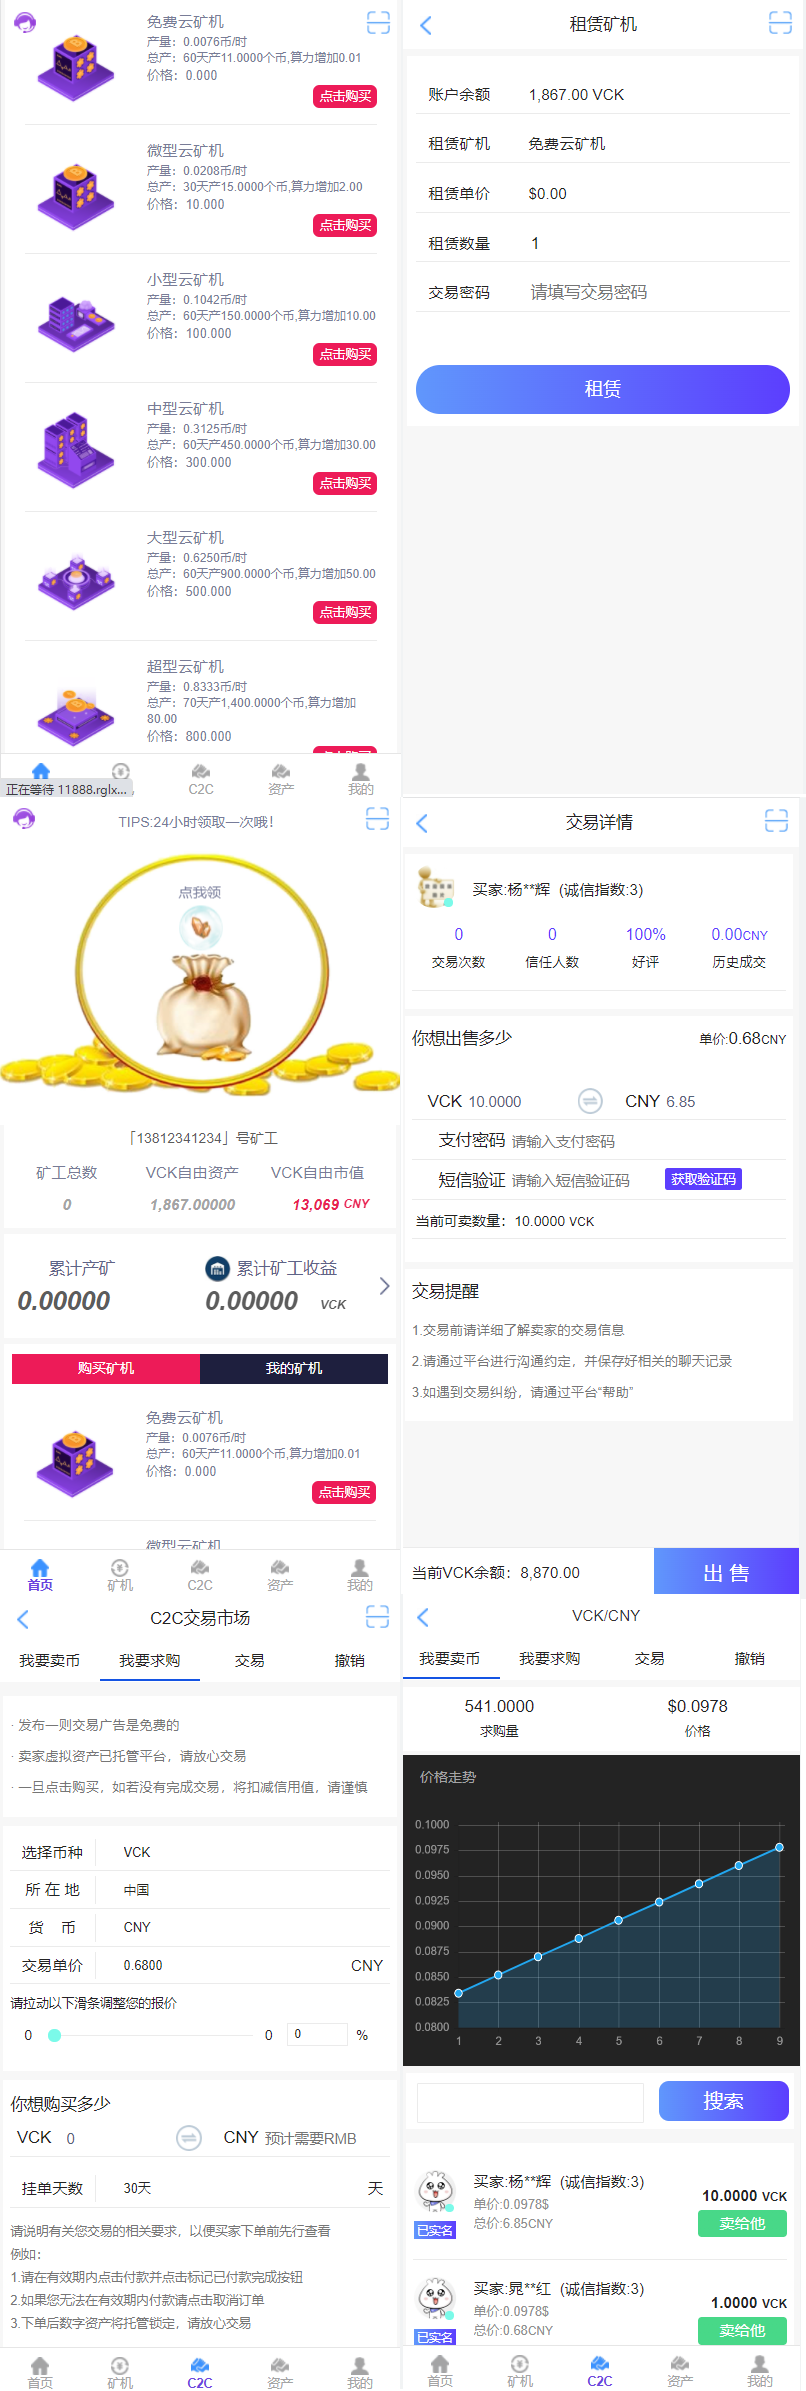 免费云矿机
产量：0.0076币/时
总产：60天产11.0000个币,算力增加0.01
价格：0.000
点击购买
微型云矿机
产量：0.0208币/时
总产：30天产15.0000个币,算力增加2.00
价格：10.000
点击购买
小型云矿机
产量：0.1042币/时
总产：60天产150.0000个币,算力增加10.00
价格：100.000
点击购买
中型云矿机
产量：0.3125币/时
总产：60天产450.0000个币,算力增加30.00
价格：300.000
点击购买
大型云矿机
产量：0.6250币/时
总产：60天产900.0000个币,算力增加50.00
价格：500.000
点击购买
超型云矿机
产量：0.8333币/时
总产：70天产1,400.0000个币,算力增加
80.00
价格：800.000
正在等待 11888.rglx...
C2C 资产 我的
租赁矿机
账户余额 1,867.00 VCK
租赁矿机 免费云矿机
租赁单价 $0.00
租赁数量 1
交易密码 请填写交易密码
租赁
TIPS:24小时领取一次哦!
点我领
「13812341234」号矿工
矿工总数 VCK自由资产 VCK自由市值
0 1,867.00000 13,069 CNY
累计产矿 累计矿工收益
0.00000 0.00000 VCK
购买矿机 我的矿机
免费云矿机
产量：0.0076币/时
总产：60天产11.0000个币,算力增加0.01
价格：0.000
点击购买
微型云矿机
首页 矿机 C2C 资产 我的
交易详情
买家:杨**辉 (诚信指数:3)
0 0 100% 0.00CNY
交易次数 信任人数 好评 历史成交
你想出售多少 单价:0.68CNY
VCK 10.0000 CNY 6.85
支付密码 请输入支付密码
短信验证 请输入短信验证码 获取验证码
当前可卖数量：10.0000 VCK
交易提醒
1.交易前请详细了解卖家的交易信息
2.请通过平台进行沟通约定，并保存好相关的聊天记录
3.如遇到交易纠纷，请通过平台“帮助”
当前VCK余额：8,870.00 出 售
C2C交易市场
我要卖币 我要求购 交易 撤销
· 发布一则交易广告是免费的
· 卖家虚拟资产已托管平台，请放心交易
· 一旦点击购买，如若没有完成交易，将扣减信用值，请谨慎
选择币种 VCK
所 在 地 中国
货 币 CNY
交易单价 0.6800 CNY
请拉动以下滑条调整您的报价
0 0 0 %
你想购买多少
VCK 0 CNY 预计需要RMB
挂单天数 30天 天
请说明有关您交易的相关要求，以便买家下单前先行查看
例如：
1.请在有效期内点击付款并点击标记已付款完成按钮
2.如果您无法在有效期内付款请点击取消订单
3.下单后数字资产将托管锁定，请放心交易
首页 矿机 C2C 资产 我的
VCK/CNY
我要卖币 我要求购 交易 撤销
541.0000 $0.0978
求购量 价格
价格走势
0.1000
0.0975
0.0950
0.0925
0.0900
0.0875
0.0850
0.0825
0.0800
1 2 3 4 5 6 7 8 9
搜索
买家:杨**辉 (诚信指数:3)
单价:0.0978$ 10.0000 VCK
已实名 总价:6.85CNY 卖给他
买家:晁**红 (诚信指数:3)
单价:0.0978$ 1.0000 VCK
已实名 总价:0.68CNY 卖给他
首页 矿机 C2C 资产 我的